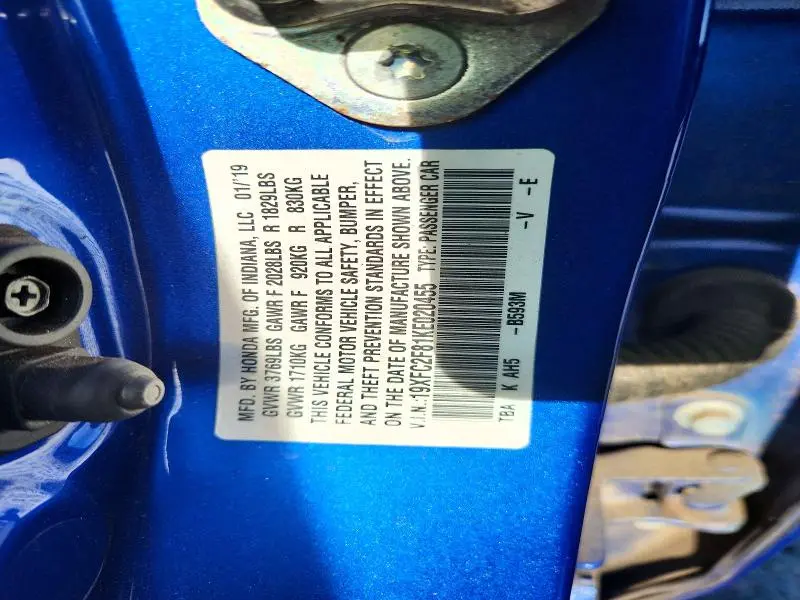 MFD. BY HONDA MFG. OF INDIANA, LLC 01/'19
GVWR 3769LBS GAWR F 2028LBS R 1829LBS
GVWR 1710KG GAWR F 920KG R 830KG
THIS VEHICLE CONFORMS TO ALL APPLICABLE
FEDERAL MOTOR VEHICLE SAFETY, BUMPER,
AND THEFT PREVENTION STANDARDS IN EFFECT
ON THE DATE OF MANUFACTURE SHOWN ABOVE.
V.I.N.:19XFC2F81KE020455 TYPE: PASSENGER CAR
TBA K AH5 -B593M -V -E